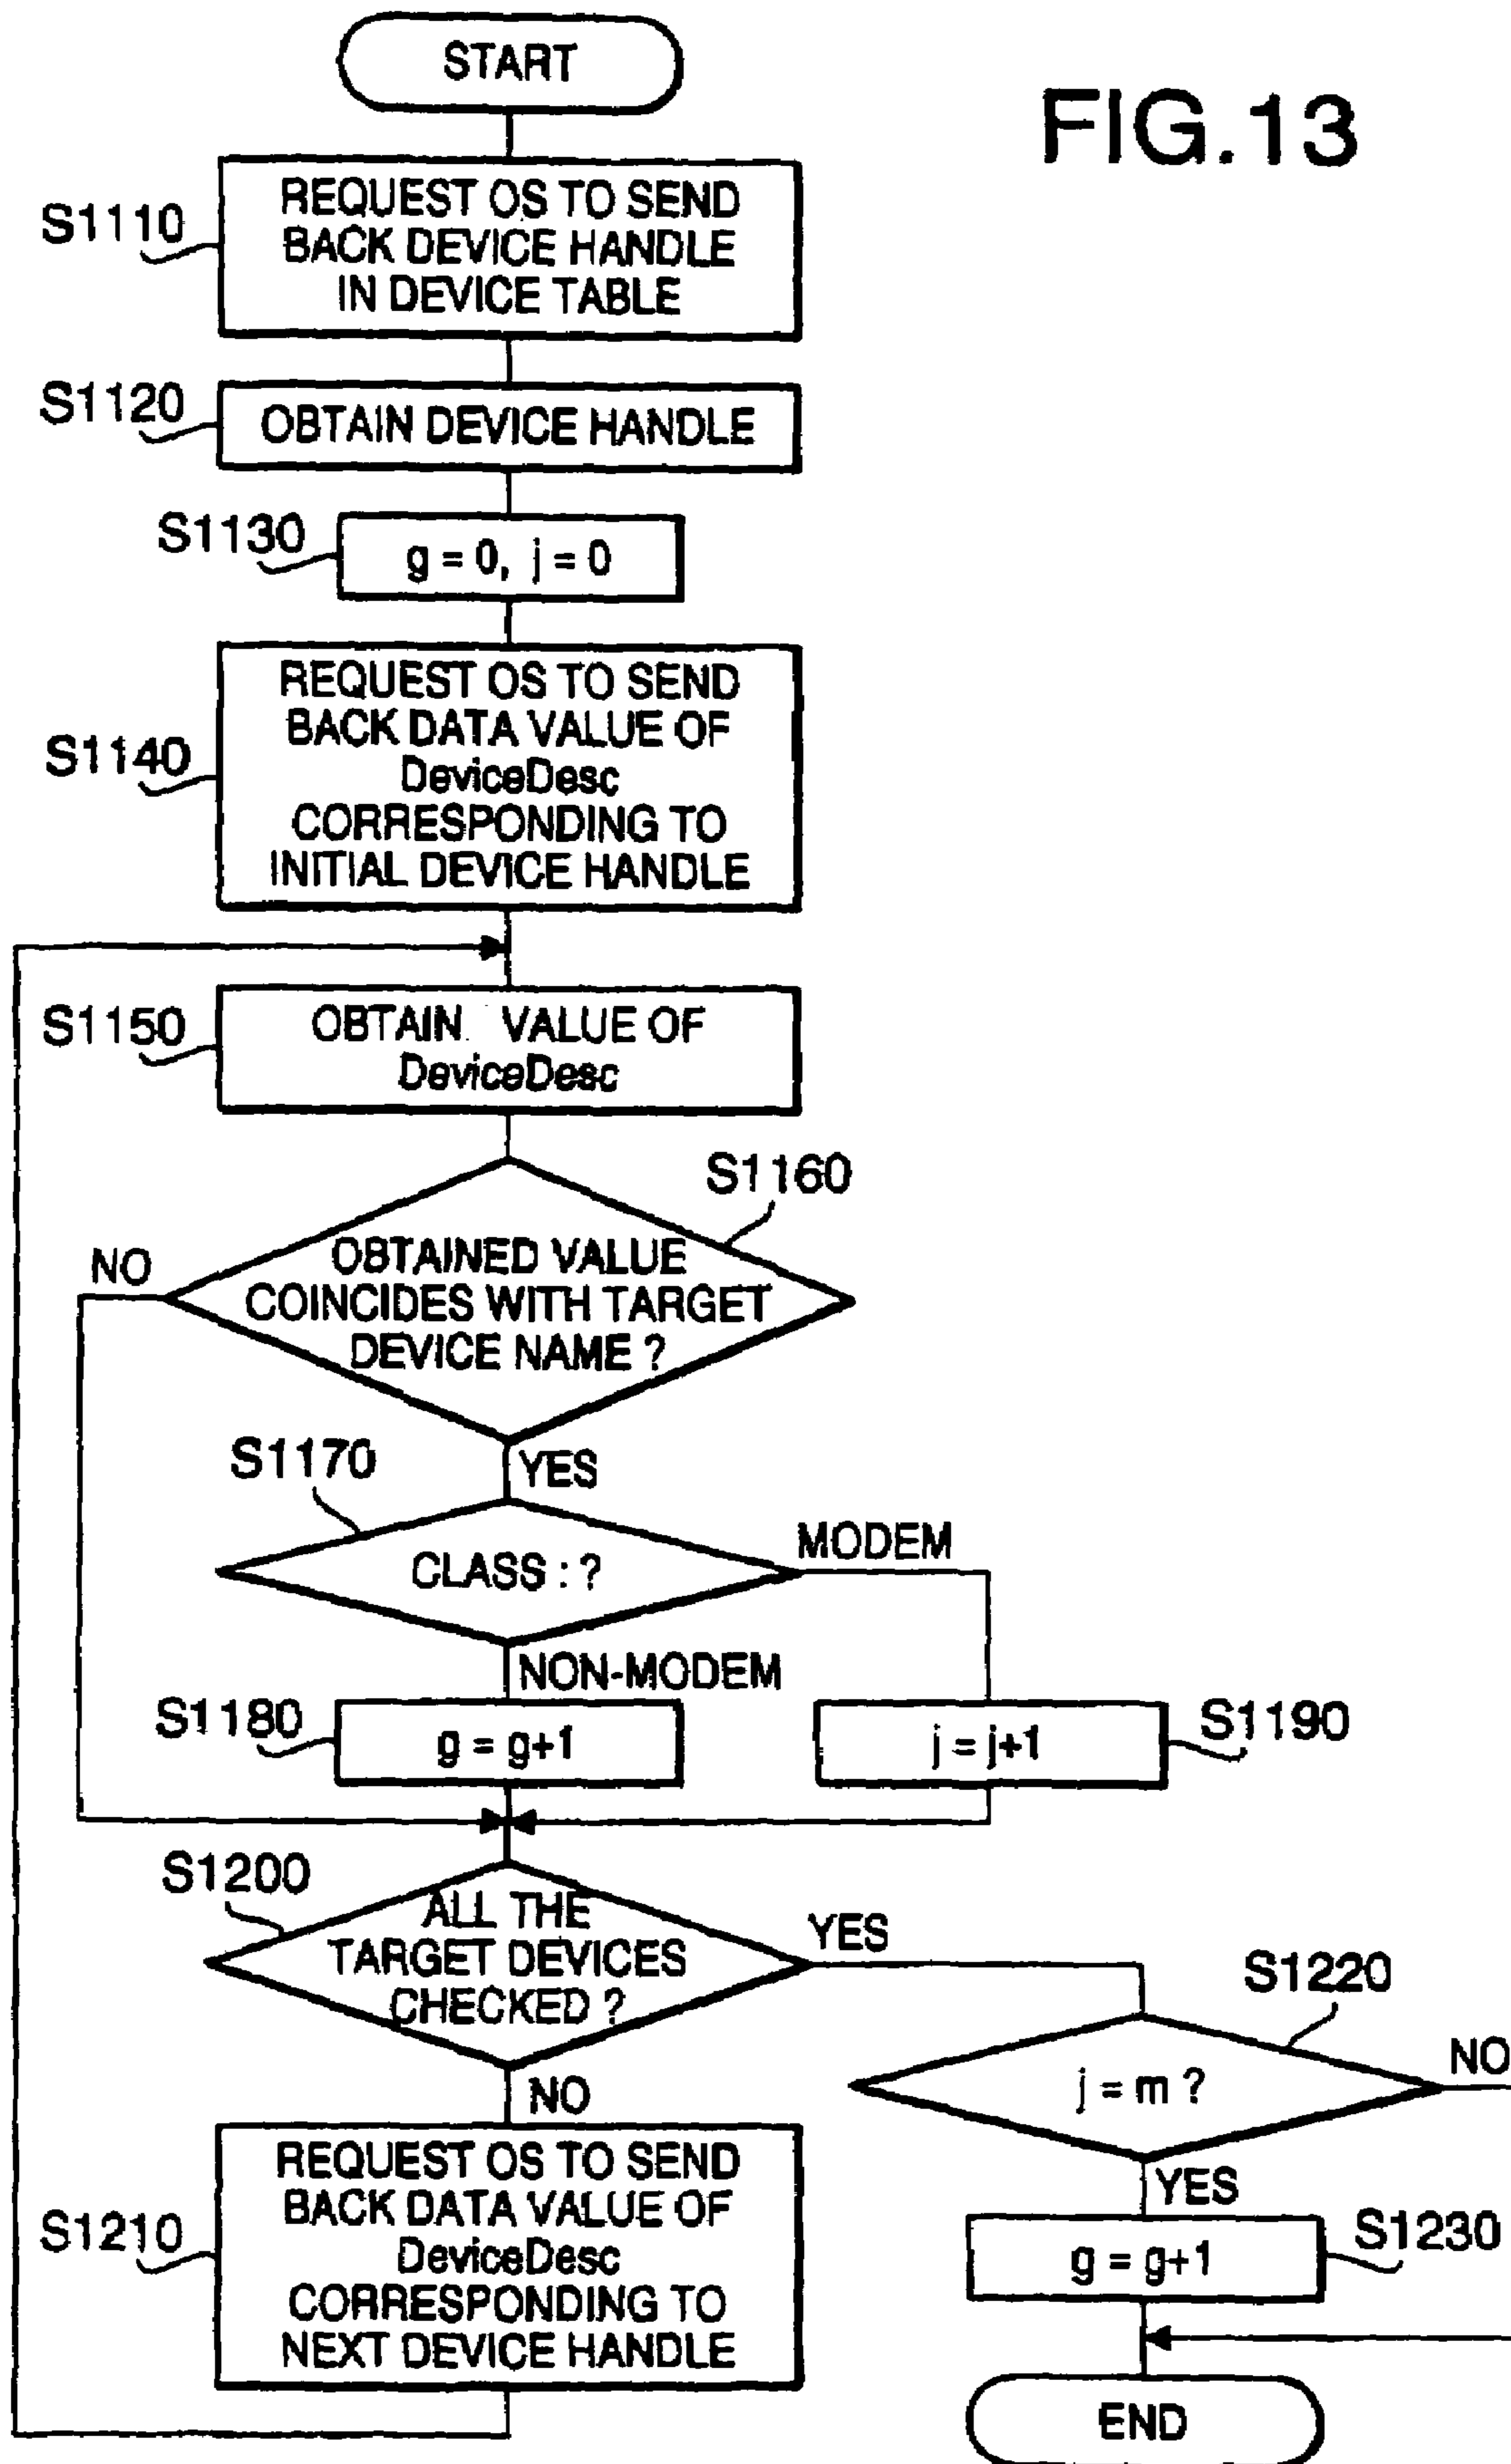 START
FIG.13
S1110
REQUEST OS TO SEND
BACK DEVICE HANDLE
IN DEVICE TABLE
S1120
OBTAIN DEVICE HANDLE
S1130
g = 0, j = 0
S1140
REQUEST OS TO SEND
BACK DATA VALUE OF
DeviceDesc
CORRESPONDING TO
INITIAL DEVICE HANDLE
S1150
OBTAIN VALUE OF
DeviceDesc
S1160
NO
OBTAINED VALUE
COINCIDES WITH TARGET
DEVICE NAME ?
YES
S1170
CLASS : ?
MODEM
NON-MODEM
S1180
g = g+1
j = j+1
S1190
S1200
ALL THE
TARGET DEVICES
CHECKED ?
YES
S1220
j = m ?
NO
NO
YES
S1210
REQUEST OS TO SEND
BACK DATA VALUE OF
DeviceDesc
CORRESPONDING TO
NEXT DEVICE HANDLE
g = g+1
S1230
END